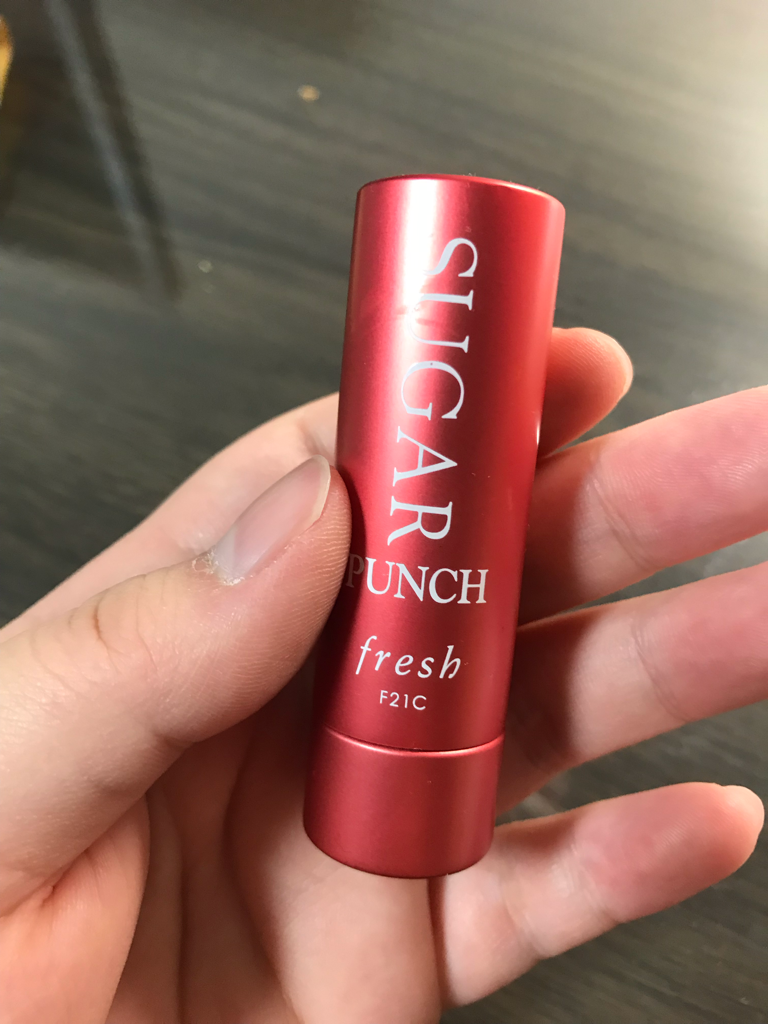 SUGAR
PUNCH
fresh
F21C